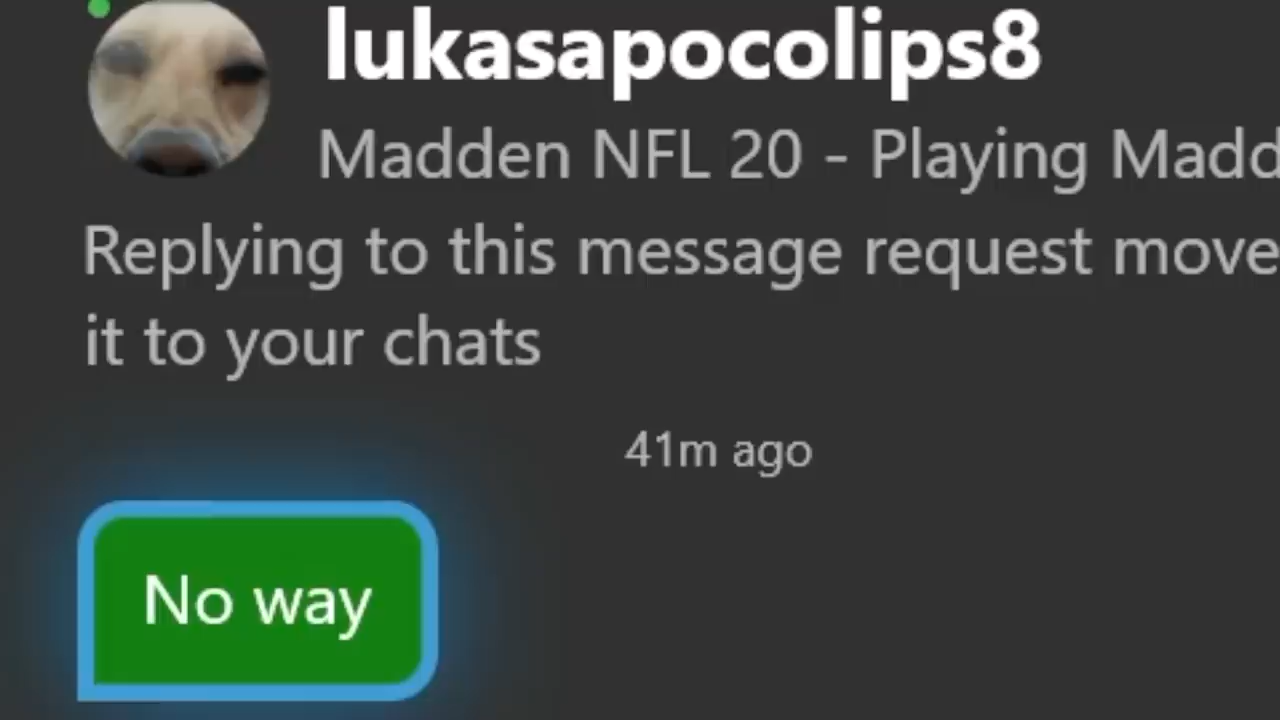 lukasapocolips8
Madden NFL 20 - Playing Madd
Replying to this message request move
it to your chats
41m ago
No way